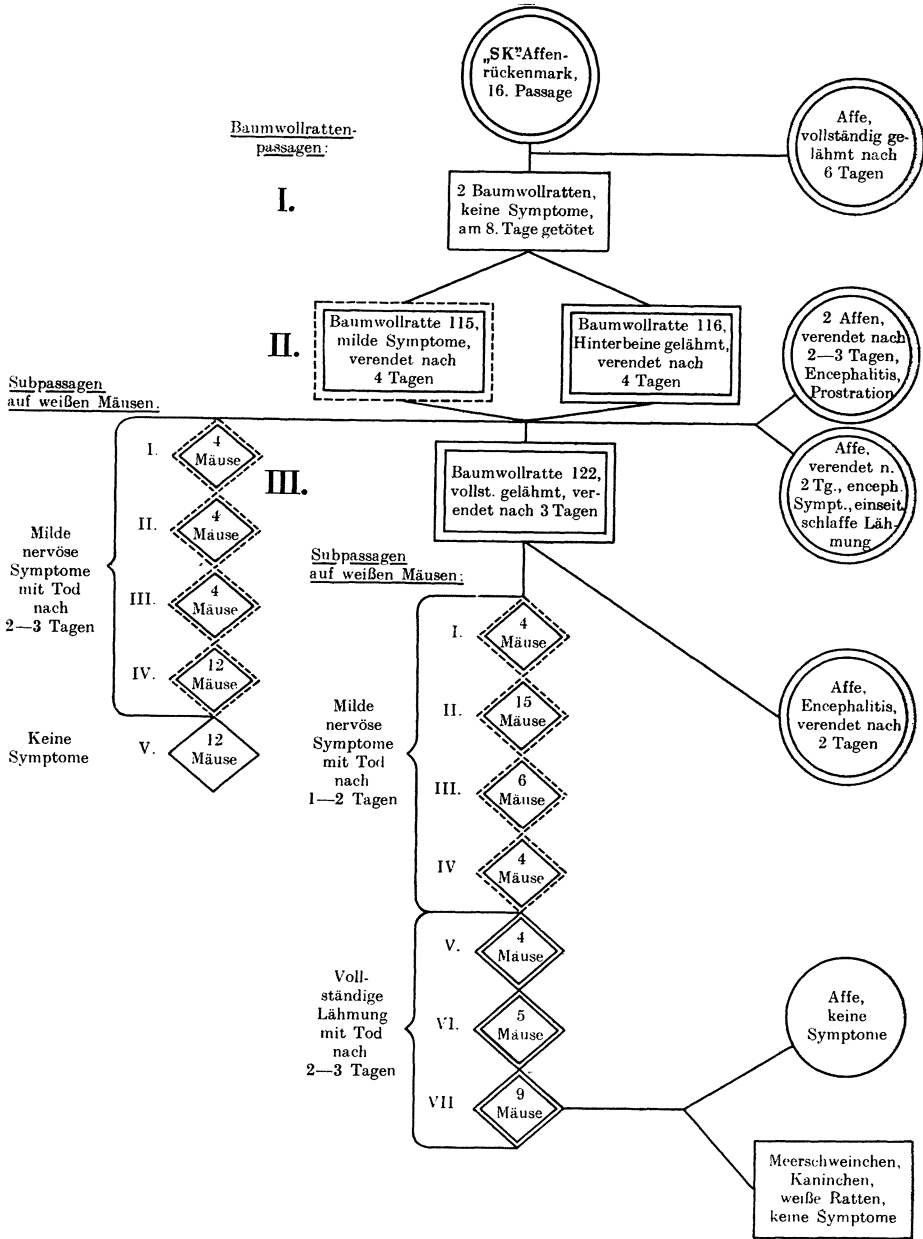 „SK"-Affen-
rückenmark,
16. Passage
Affe,
vollständig ge-
lähmt nach
6 Tagen
Baumwollratten-
passagen:
I.
2 Baumwollratten,
keine Symptome,
am 8. Tage getötet
II.
Baumwollratte 115,
milde Symptome,
verendet nach
4 Tagen
Baumwollratte 116,
Hinterbeine gelähmt,
verendet nach
4 Tagen
2 Affen,
verendet nach
2—3 Tagen,
Encephalitis,
Prostration
Affe,
verendet n.
2 Tg., enceph.
Sympt., einseit.
schlaffe Läh-
mung
Subpassagen
auf weißen Mäusen.
I.
4
Mäuse
II.
4
Mäuse
III.
4
Mäuse
IV.
12
Mäuse
Milde
nervöse
Symptome
mit Tod
nach
2—3 Tagen
Keine
Symptome
V.
12
Mäuse
III.
Baumwollratte 122,
vollst. gelähmt, ver-
endet nach 3 Tagen
Subpassagen
auf weißen Mäusen:
Affe,
Encephalitis,
verendet nach
2 Tagen
I.
4
Mäuse
II.
15
Mäuse
III.
6
Mäuse
IV
4
Mäuse
Milde
nervöse
Symptome
mit Tod
nach
1—2 Tagen
V.
4
Mäuse
VI.
5
Mäuse
VII
9
Mäuse
Voll-
ständige
Lähmung
mit Tod
nach
2—3 Tagen
Affe,
keine
Symptome
Meerschweinchen,
Kaninchen,
weiße Ratten,
keine Symptome